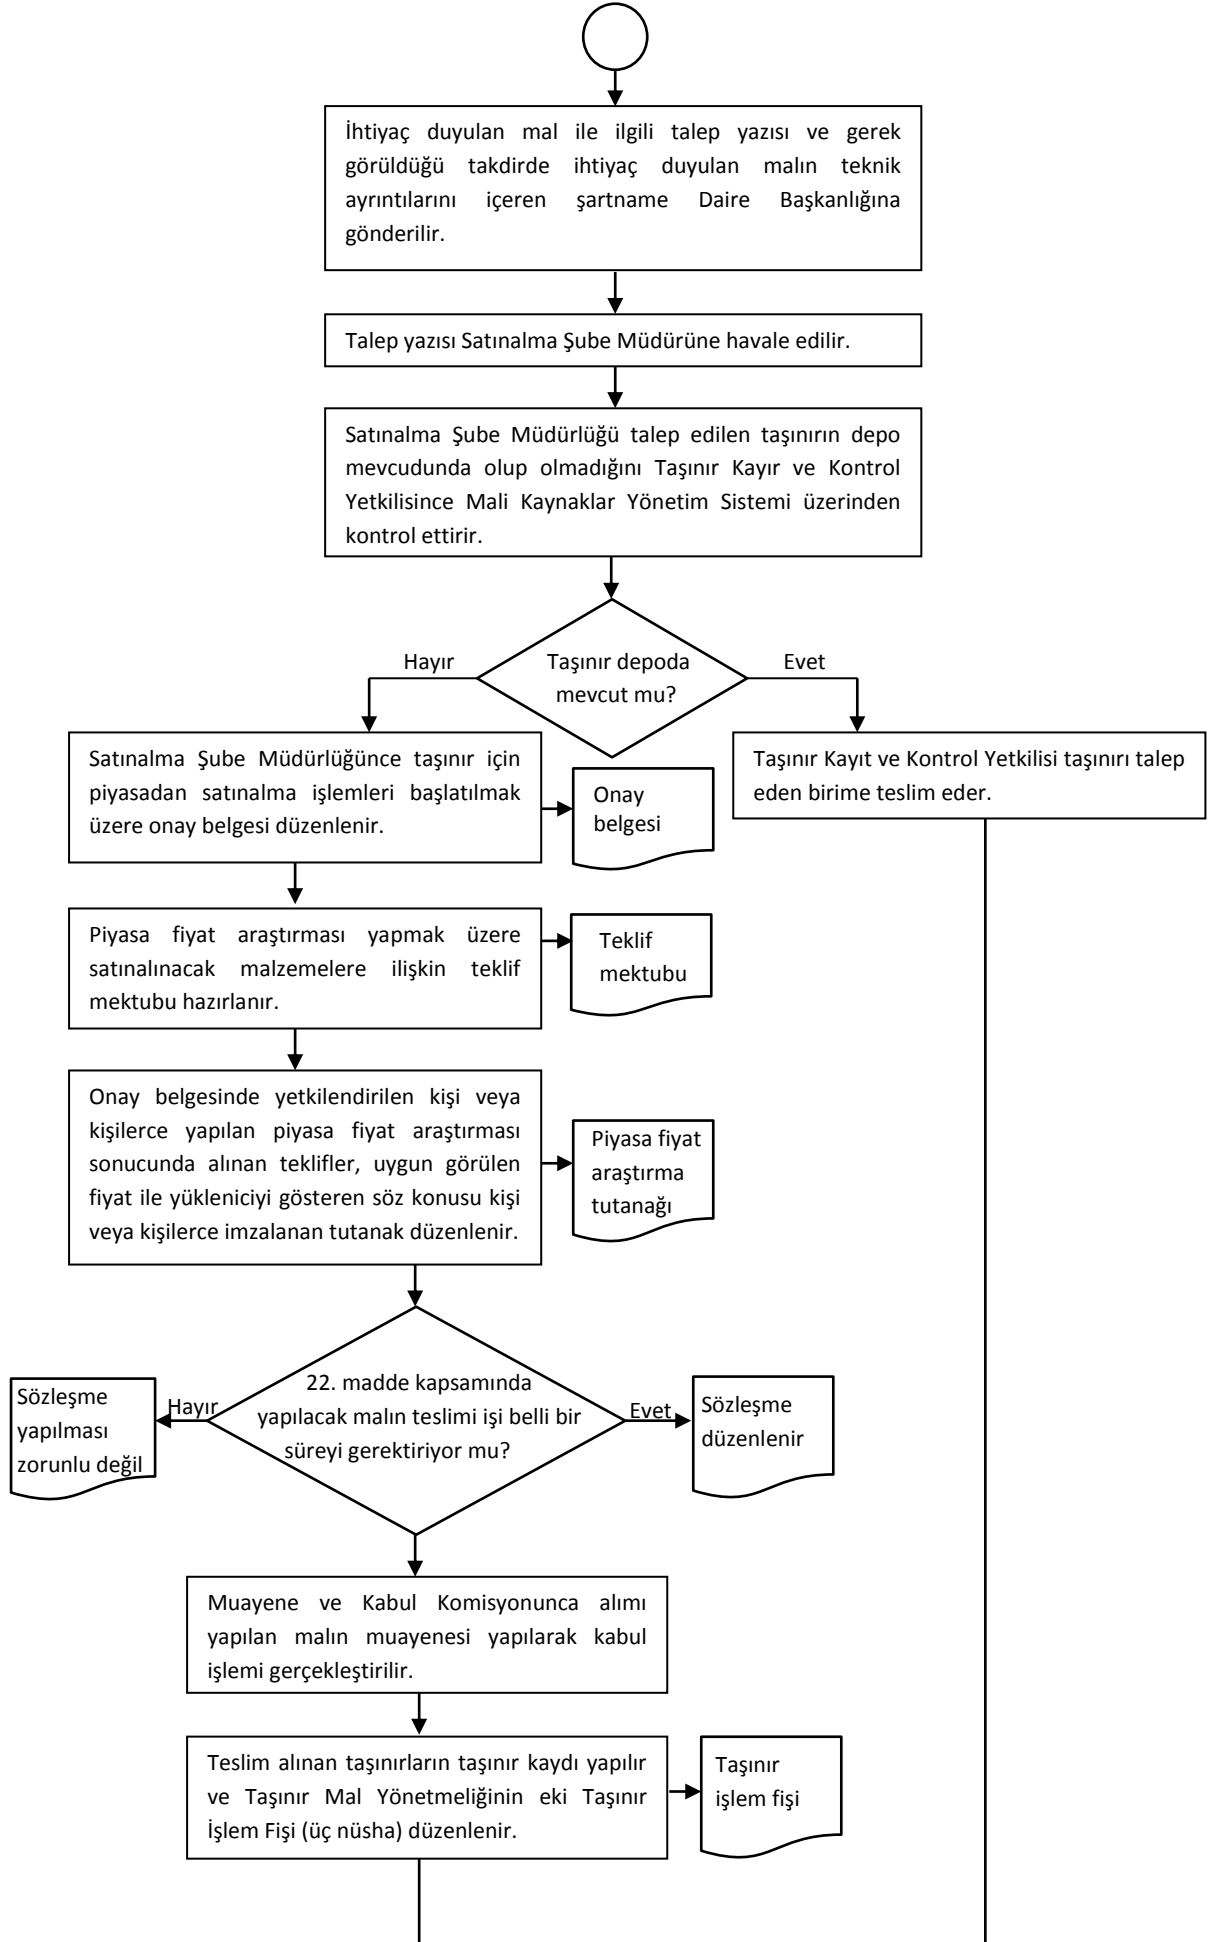 İhtiyaç duyulan mal ile ilgili talep yazısı ve gerek
görüldüğü takdirde ihtiyaç duyulan malın teknik
ayrıntılarını içeren şartname Daire Başkanlığına
gönderilir.
Talep yazısı Satınalma Şube Müdürüne havale edilir.
Satınalma Şube Müdürlüğü talep edilen taşınırın depo
mevcudunda olup olmadığını Taşınır Kayır ve Kontrol
Yetkilisince Mali Kaynaklar Yönetim Sistemi üzerinden
kontrol ettirir.
Hayır
Taşınır depoda
mevcut mu?
Evet
Satınalma Şube Müdürlüğünce taşınır için
piyasadan satınalma işlemleri başlatılmak
üzere onay belgesi düzenlenir.
Onay
belgesi
Taşınır Kayıt ve Kontrol Yetkilisi taşınırı talep
eden birime teslim eder.
Piyasa fiyat araştırması yapmak üzere
satınalınacak malzemelere ilişkin teklif
mektubu hazırlanır.
Teklif
mektubu
Onay belgesinde yetkilendirilen kişi veya
kişilerce yapılan piyasa fiyat araştırması
sonucunda alınan teklifler, uygun görülen
fiyat ile yükleniciyi gösteren söz konusu kişi
veya kişilerce imzalanan tutanak düzenlenir.
Piyasa fiyat
araştırma
tutanağı
Sözleşme
yapılması
zorunlu değil
Hayır
22. madde kapsamında
yapılacak malın teslimi işi belli bir
süreyi gerektiriyor mu?
Evet
Sözleşme
düzenlenir
Muayene ve Kabul Komisyonunca alımı
yapılan malın muayenesi yapılarak kabul
işlemi gerçekleştirilir.
Teslim alınan taşınırların taşınır kaydı yapılır
ve Taşınır Mal Yönetmeliğinin eki Taşınır
İşlem Fişi (üç nüsha) düzenlenir.
Taşınır
işlem fişi